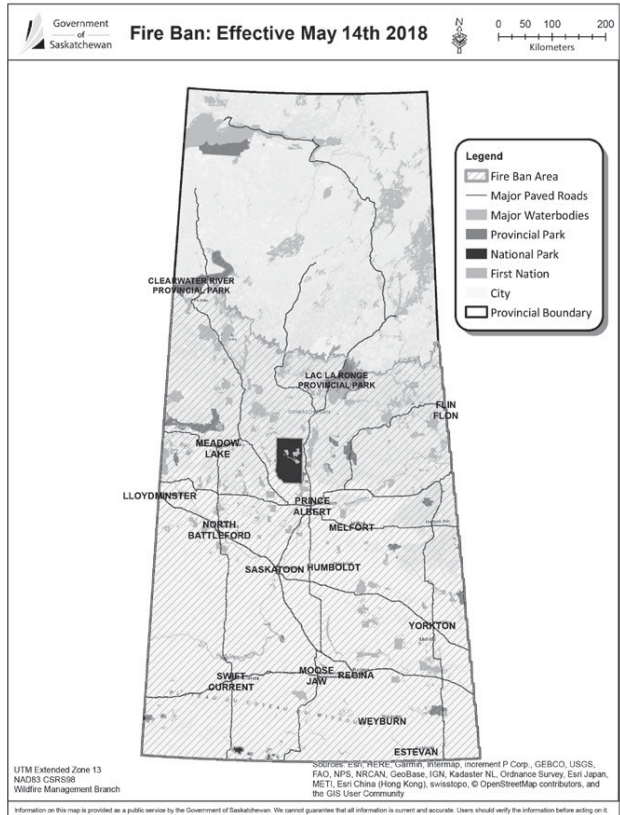 Government
of
Saskatchewan
Fire Ban: Effective May 14th 2018
N
0 50 100 200
Kilometers
Legend
Fire Ban Area
Major Paved Roads
Major Waterbodies
Provincial Park
National Park
First Nation
City
Provincial Boundary
CLEARWATER RIVER
PROVINCIAL PARK
LAC LA RONGE
PROVINCIAL PARK
SASKATCHEWAN
FLIN
FLON
MEADOW
LAKE
LLOYDMINSTER
PRINCE
ALBERT
NORTH
BATTLEFORD
MELFORT
SASKATOON
HUMBOLDT
YORKTON
MOOSE
JAW
REGINA
SWIFT
CURRENT
WEYBURN
ESTEVAN
UTM Extended Zone 13
NAD83 CSRS98
Wildfire Management Branch
Sources: Esri, HERE, Garmin, Intermap, increment P Corp., GEBCO, USGS,
FAO, NPS, NRCAN, GeoBase, IGN, Kadaster NL, Ordnance Survey, Esri Japan,
METI, Esri China (Hong Kong), swisstopo, © OpenStreetMap contributors, and
the GIS User Community
Information on this map is provided as a public service by the Government of Saskatchewan. We cannot guarantee that all information is current and accurate. Users should verify the information before acting on it.